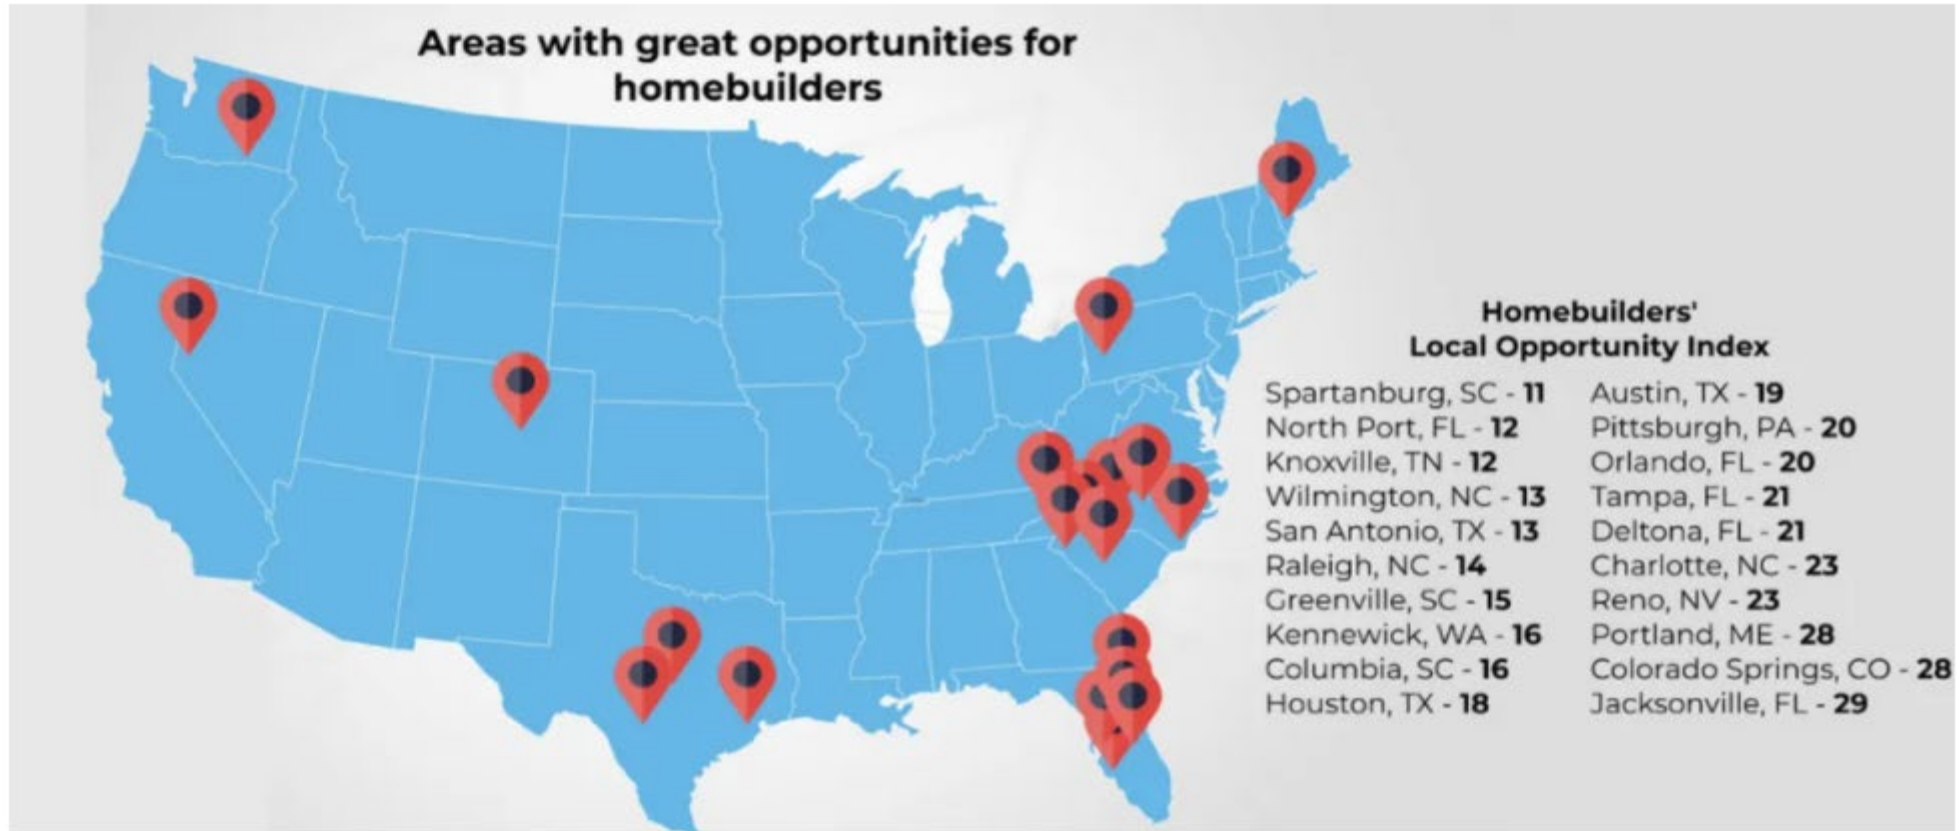 Areas with great opportunities for
homebuilders
Homebuilders'
Local Opportunity Index
Spartanburg, SC - 11
North Port, FL - 12
Knoxville, TN - 12
Wilmington, NC - 13
San Antonio, TX - 13
Raleigh, NC - 14
Greenville, SC - 15
Kennewick, WA - 16
Columbia, SC - 16
Houston, TX - 18
Austin, TX - 19
Pittsburgh, PA - 20
Orlando, FL - 20
Tampa, FL - 21
Deltona, FL - 21
Charlotte, NC - 23
Reno, NV - 23
Portland, ME - 28
Colorado Springs, CO - 28
Jacksonville, FL - 29